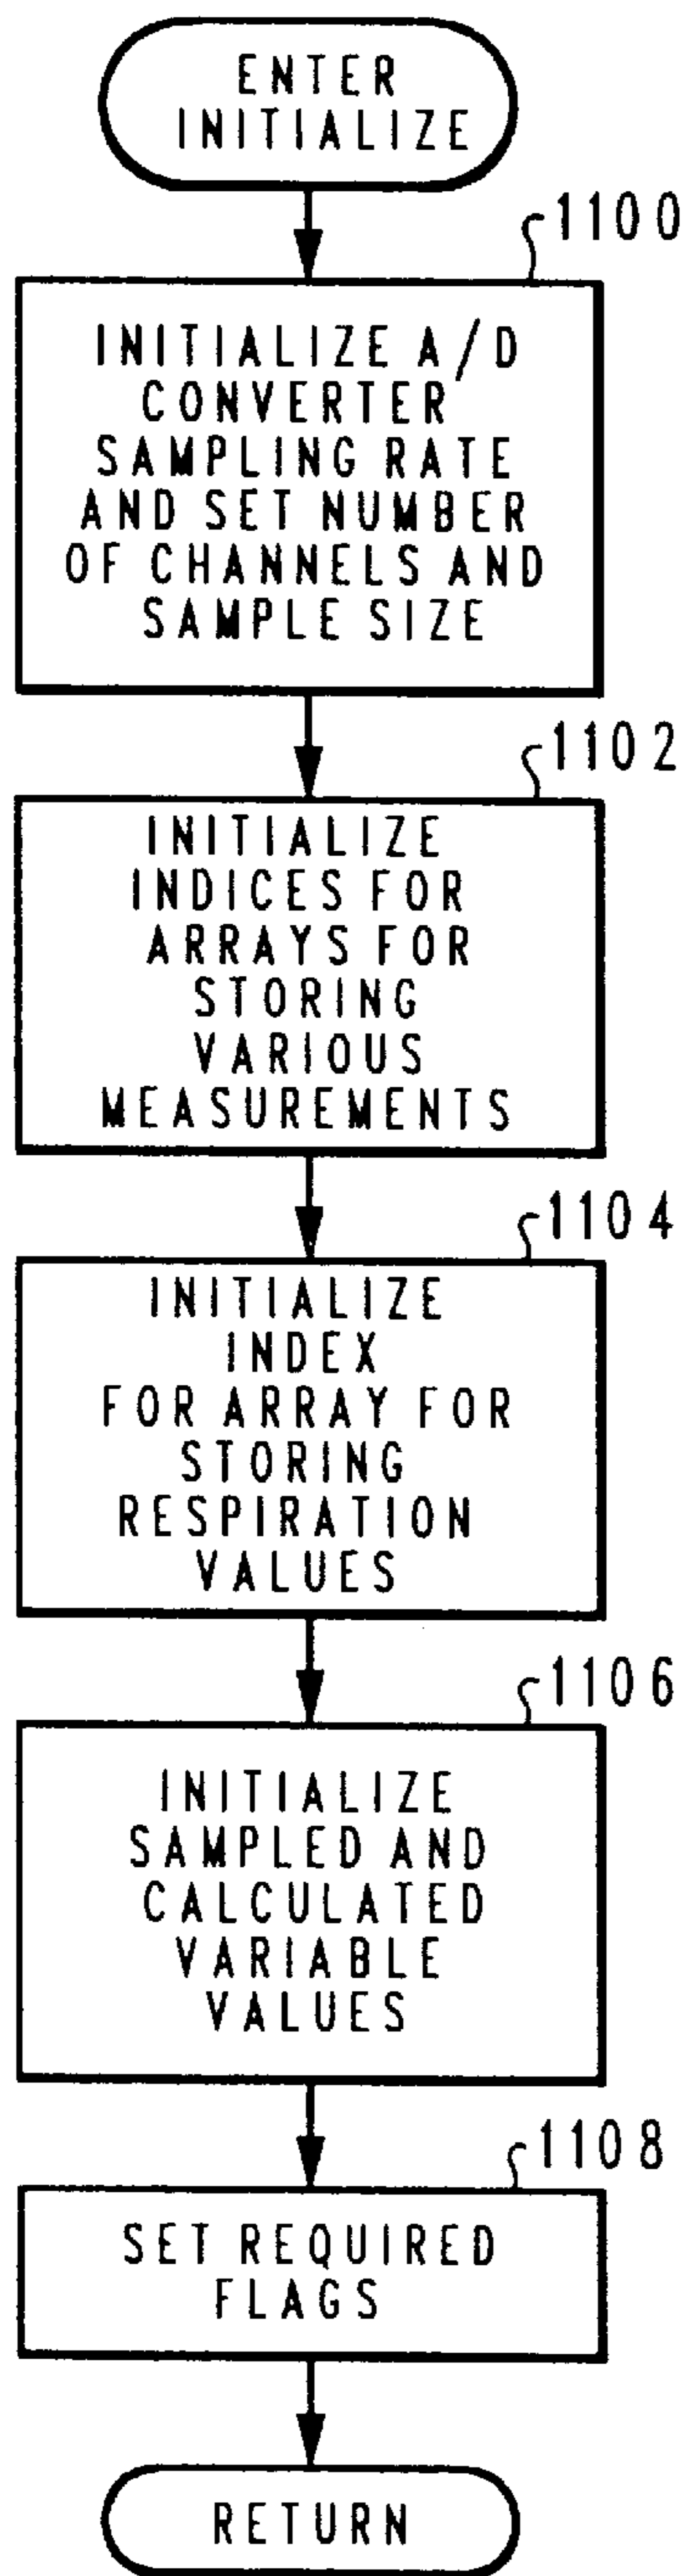 ENTER
INITIALIZE
1100
INITIALIZE A/D
CONVERTER
SAMPLING RATE
AND SET NUMBER
OF CHANNELS AND
SAMPLE SIZE
1102
INITIALIZE
INDICES FOR
ARRAYS FOR
STORING
VARIOUS
MEASUREMENTS
1104
INITIALIZE
INDEX
FOR ARRAY FOR
STORING
RESPIRATION
VALUES
1106
INITIALIZE
SAMPLED AND
CALCULATED
VARIABLE
VALUES
1108
SET REQUIRED
FLAGS
RETURN